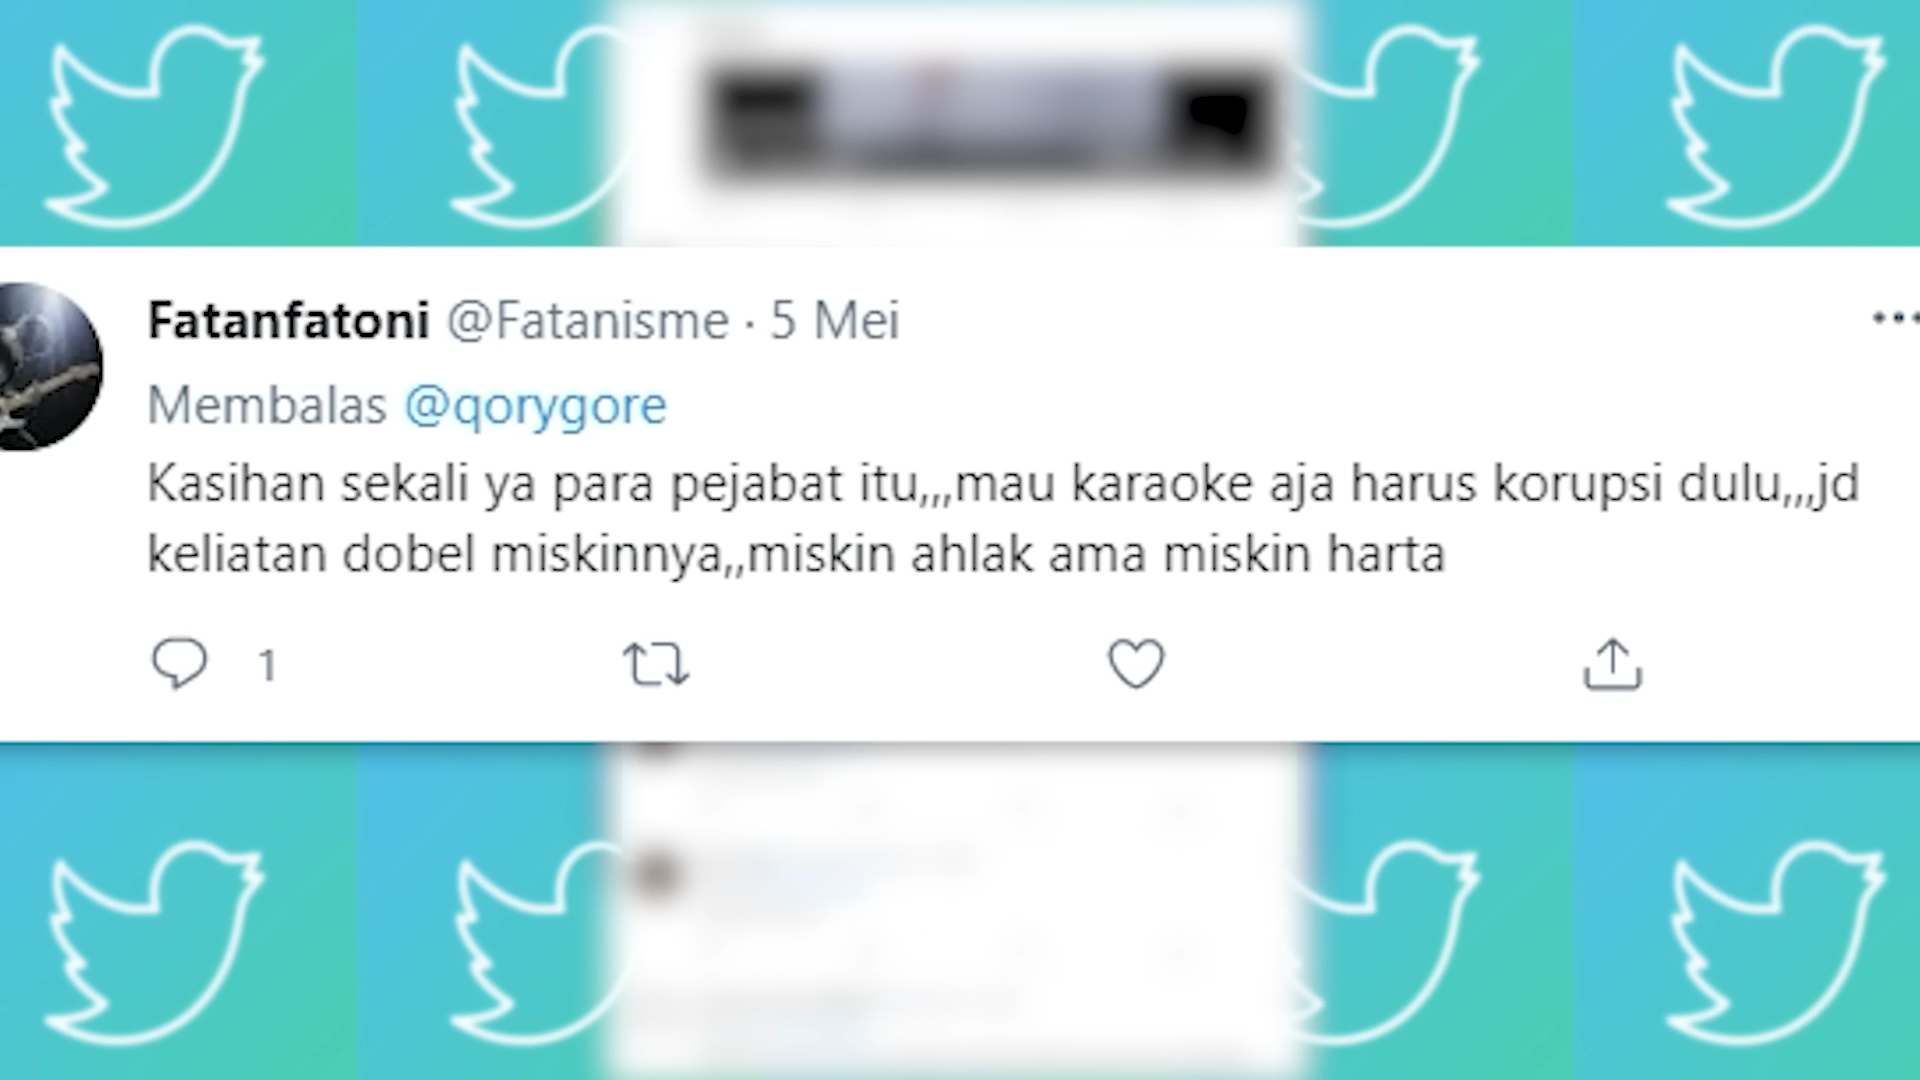 Fatanfatoni @Fatanisme · 5 Mei
Membalas @qorygore
Kasihan sekali ya para pejabat itu,,,mau karaoke aja harus korupsi dulu,,,jd
keliatan dobel miskinnya,,miskin ahlak ama miskin harta
1